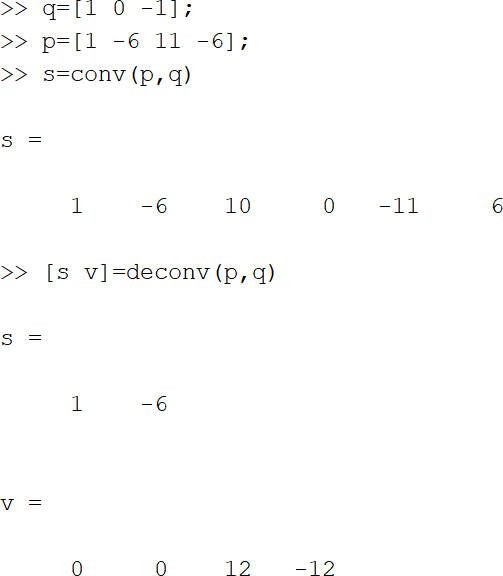 >> q=[1 0 -1];
>> p=[1 -6 11 -6];
>> s=conv(p,q)
s =
1 -6 10 0 -11 6
>> [s v]=deconv(p,q)
s =
1 -6
v =
0 0 12 -12